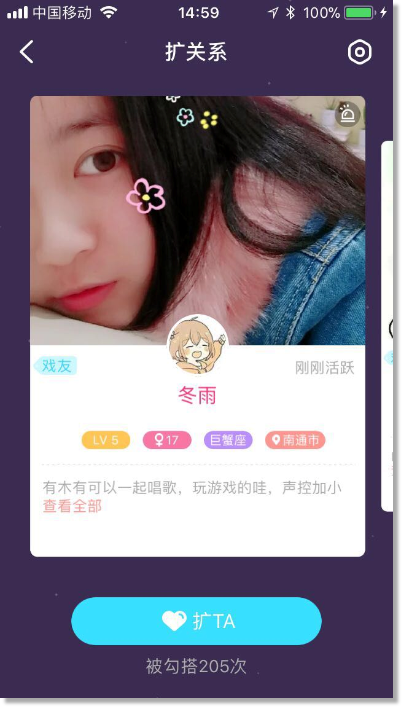 中国移动
14:59
100%
扩关系
戏友
刚刚活跃
冬雨
LV 5
♀17
巨蟹座
南通市
有木有可以一起唱歌，玩游戏的哇，声控加小
查看全部
扩TA
被勾搭205次